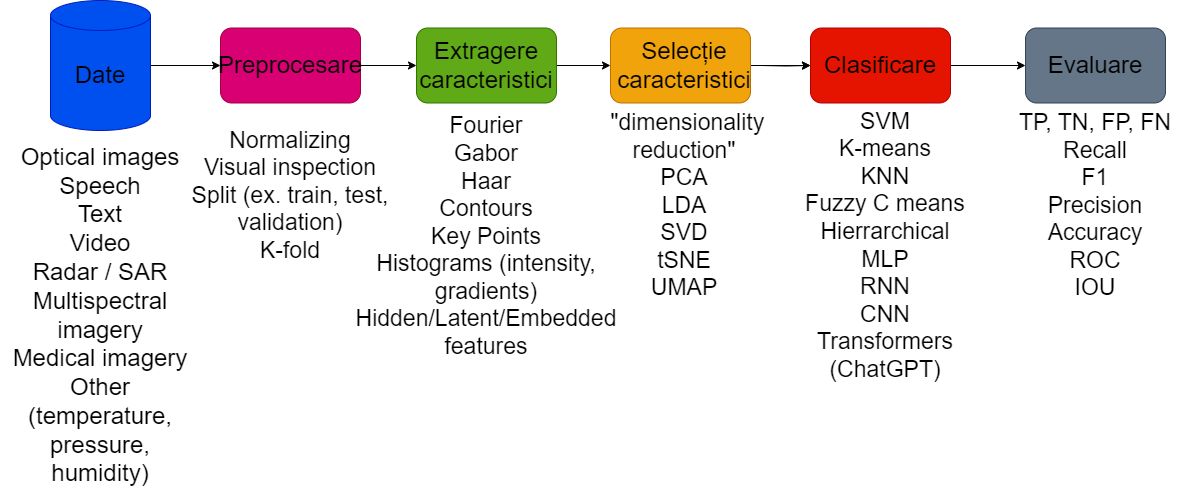 Date
Preprocesare
Extragere
caracteristici
Selecție
caracteristici
Clasificare
Evaluare
Optical images
Speech
Text
Video
Radar / SAR
Multispectral
imagery
Medical imagery
Other
(temperature,
pressure,
humidity)
Normalizing
Visual inspection
Split (ex. train, test,
validation)
K-fold
Fourier
Gabor
Haar
Contours
Key Points
Histograms (intensity,
gradients)
Hidden/Latent/Embedded
features
"dimensionality
reduction"
PCA
LDA
SVD
tSNE
UMAP
SVM
K-means
KNN
Fuzzy C means
Hierrarchical
MLP
RNN
CNN
Transformers
(ChatGPT)
TP, TN, FP, FN
Recall
F1
Precision
Accuracy
ROC
IOU